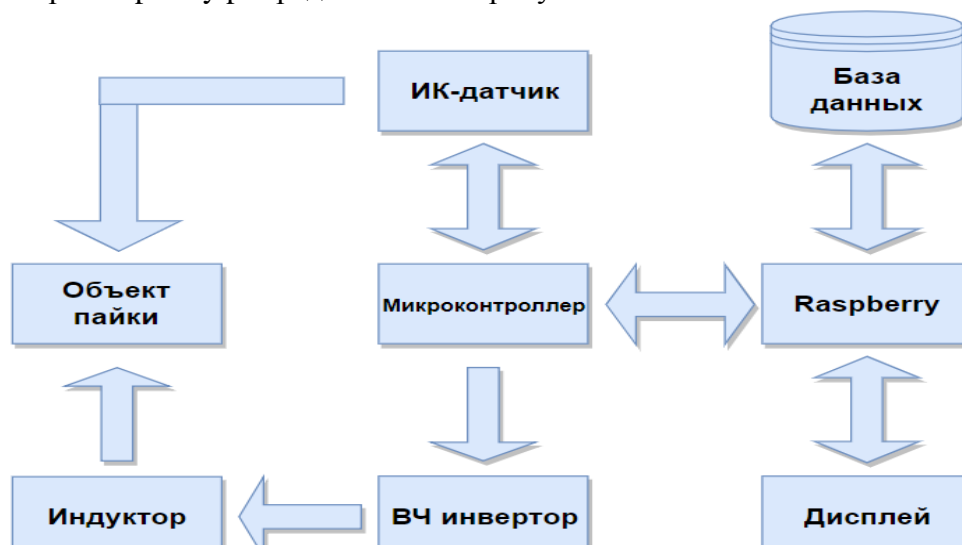 ИК-датчик
База
данных
Объект
пайки
Микроконтроллер
Raspberry
Индуктор
ВЧ инвертор
Дисплей